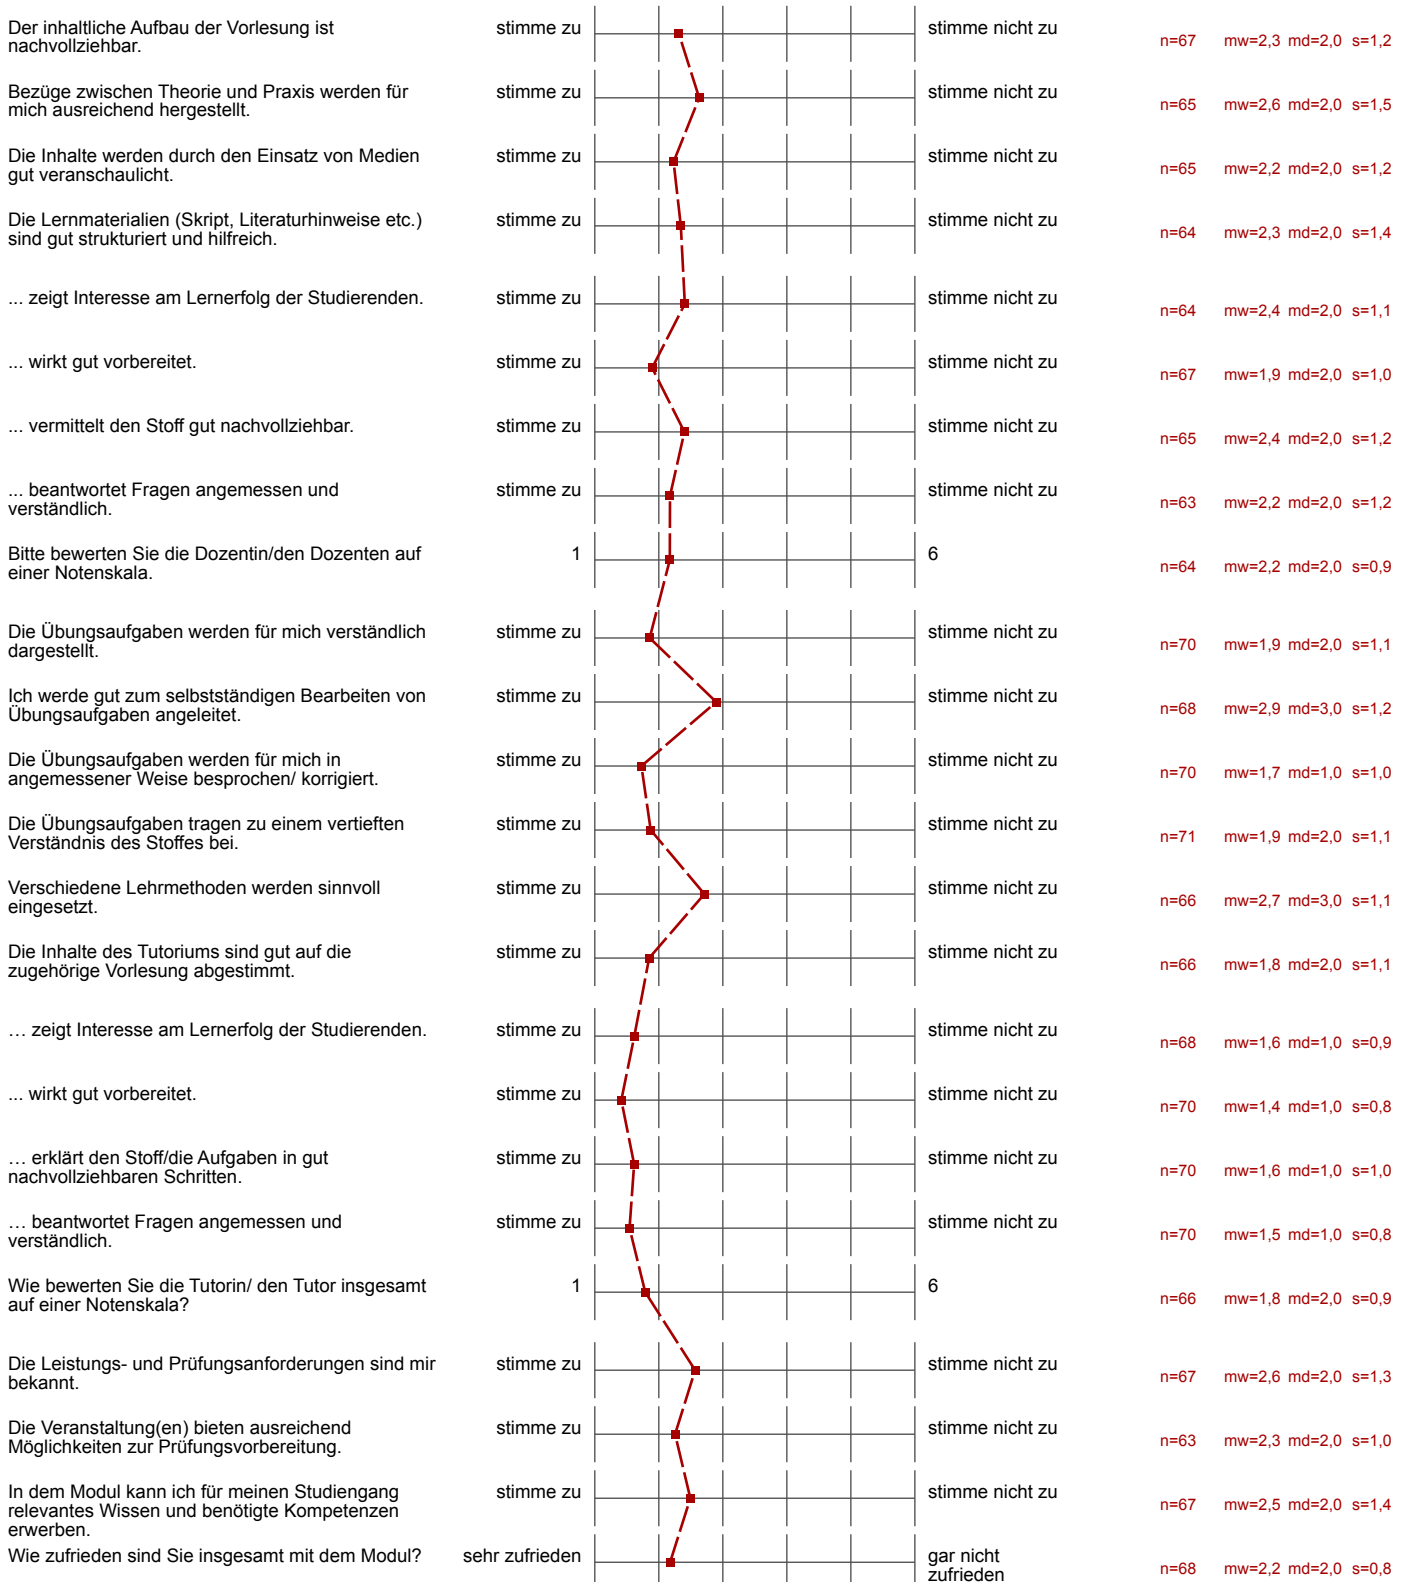 Der inhaltliche Aufbau der Vorlesung ist
nachvollziehbar.
stimme zu
stimme nicht zu
n=67 mw=2,3 md=2,0 s=1,2
Bezüge zwischen Theorie und Praxis werden für
mich ausreichend hergestellt.
stimme zu
stimme nicht zu
n=65 mw=2,6 md=2,0 s=1,5
Die Inhalte werden durch den Einsatz von Medien
gut veranschaulicht.
stimme zu
stimme nicht zu
n=65 mw=2,2 md=2,0 s=1,2
Die Lernmaterialien (Skript, Literaturhinweise etc.)
sind gut strukturiert und hilfreich.
stimme zu
stimme nicht zu
n=64 mw=2,3 md=2,0 s=1,4
... zeigt Interesse am Lernerfolg der Studierenden.
stimme zu
stimme nicht zu
n=64 mw=2,4 md=2,0 s=1,1
... wirkt gut vorbereitet.
stimme zu
stimme nicht zu
n=67 mw=1,9 md=2,0 s=1,0
... vermittelt den Stoff gut nachvollziehbar.
stimme zu
stimme nicht zu
n=65 mw=2,4 md=2,0 s=1,2
... beantwortet Fragen angemessen und
verständlich.
stimme zu
stimme nicht zu
n=63 mw=2,2 md=2,0 s=1,2
Bitte bewerten Sie die Dozentin/den Dozenten auf
einer Notenskala.
1
6
n=64 mw=2,2 md=2,0 s=0,9
Die Übungsaufgaben werden für mich verständlich
dargestellt.
stimme zu
stimme nicht zu
n=70 mw=1,9 md=2,0 s=1,1
Ich werde gut zum selbstständigen Bearbeiten von
Übungsaufgaben angeleitet.
stimme zu
stimme nicht zu
n=68 mw=2,9 md=3,0 s=1,2
Die Übungsaufgaben werden für mich in
angemessener Weise besprochen/ korrigiert.
stimme zu
stimme nicht zu
n=70 mw=1,7 md=1,0 s=1,0
Die Übungsaufgaben tragen zu einem vertieften
Verständnis des Stoffes bei.
stimme zu
stimme nicht zu
n=71 mw=1,9 md=2,0 s=1,1
Verschiedene Lehrmethoden werden sinnvoll
eingesetzt.
stimme zu
stimme nicht zu
n=66 mw=2,7 md=3,0 s=1,1
Die Inhalte des Tutoriums sind gut auf die
zugehörige Vorlesung abgestimmt.
stimme zu
stimme nicht zu
n=66 mw=1,8 md=2,0 s=1,1
… zeigt Interesse am Lernerfolg der Studierenden.
stimme zu
stimme nicht zu
n=68 mw=1,6 md=1,0 s=0,9
... wirkt gut vorbereitet.
stimme zu
stimme nicht zu
n=70 mw=1,4 md=1,0 s=0,8
… erklärt den Stoff/die Aufgaben in gut
nachvollziehbaren Schritten.
stimme zu
stimme nicht zu
n=70 mw=1,6 md=1,0 s=1,0
… beantwortet Fragen angemessen und
verständlich.
stimme zu
stimme nicht zu
n=70 mw=1,5 md=1,0 s=0,8
Wie bewerten Sie die Tutorin/ den Tutor insgesamt
auf einer Notenskala?
1
6
n=66 mw=1,8 md=2,0 s=0,9
Die Leistungs- und Prüfungsanforderungen sind mir
bekannt.
stimme zu
stimme nicht zu
n=67 mw=2,6 md=2,0 s=1,3
Die Veranstaltung(en) bieten ausreichend
Möglichkeiten zur Prüfungsvorbereitung.
stimme zu
stimme nicht zu
n=63 mw=2,3 md=2,0 s=1,0
In dem Modul kann ich für meinen Studiengang
relevantes Wissen und benötigte Kompetenzen
erwerben.
stimme zu
stimme nicht zu
n=67 mw=2,5 md=2,0 s=1,4
Wie zufrieden sind Sie insgesamt mit dem Modul?
sehr zufrieden
gar nicht
zufrieden
n=68 mw=2,2 md=2,0 s=0,8